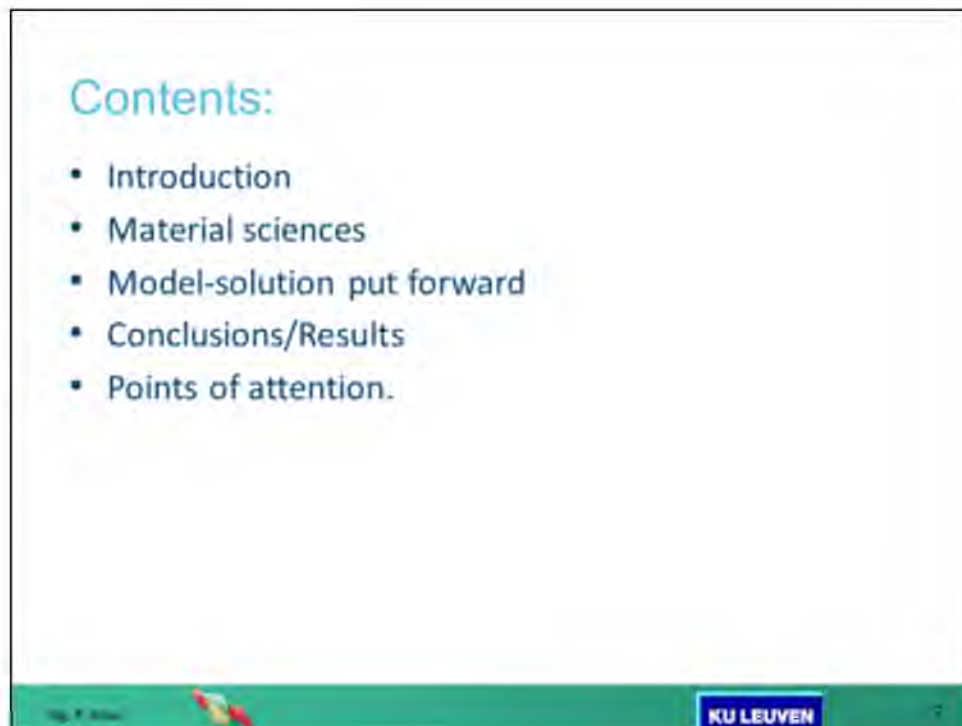 Contents:
• Introduction
• Material sciences
• Model-solution put forward
• Conclusions/Results
• Points of attention.
KU LEUVEN